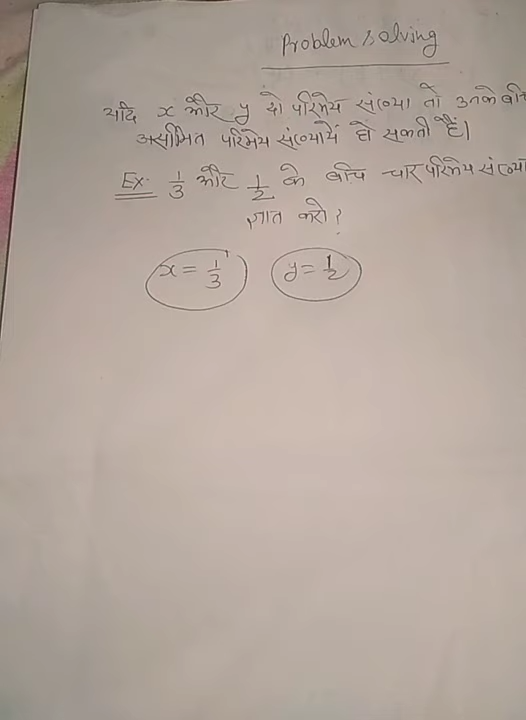 Problem solving
यदि x और y दो परिमेय संख्या तो उनके बीच
असीमित परिमेय संख्यायें हो सकती हैं।
Ex- 1/3 और 1/2 के बीच चार परिमेय संख्या
ज्ञात करो?
x = 1/3 y = 1/2